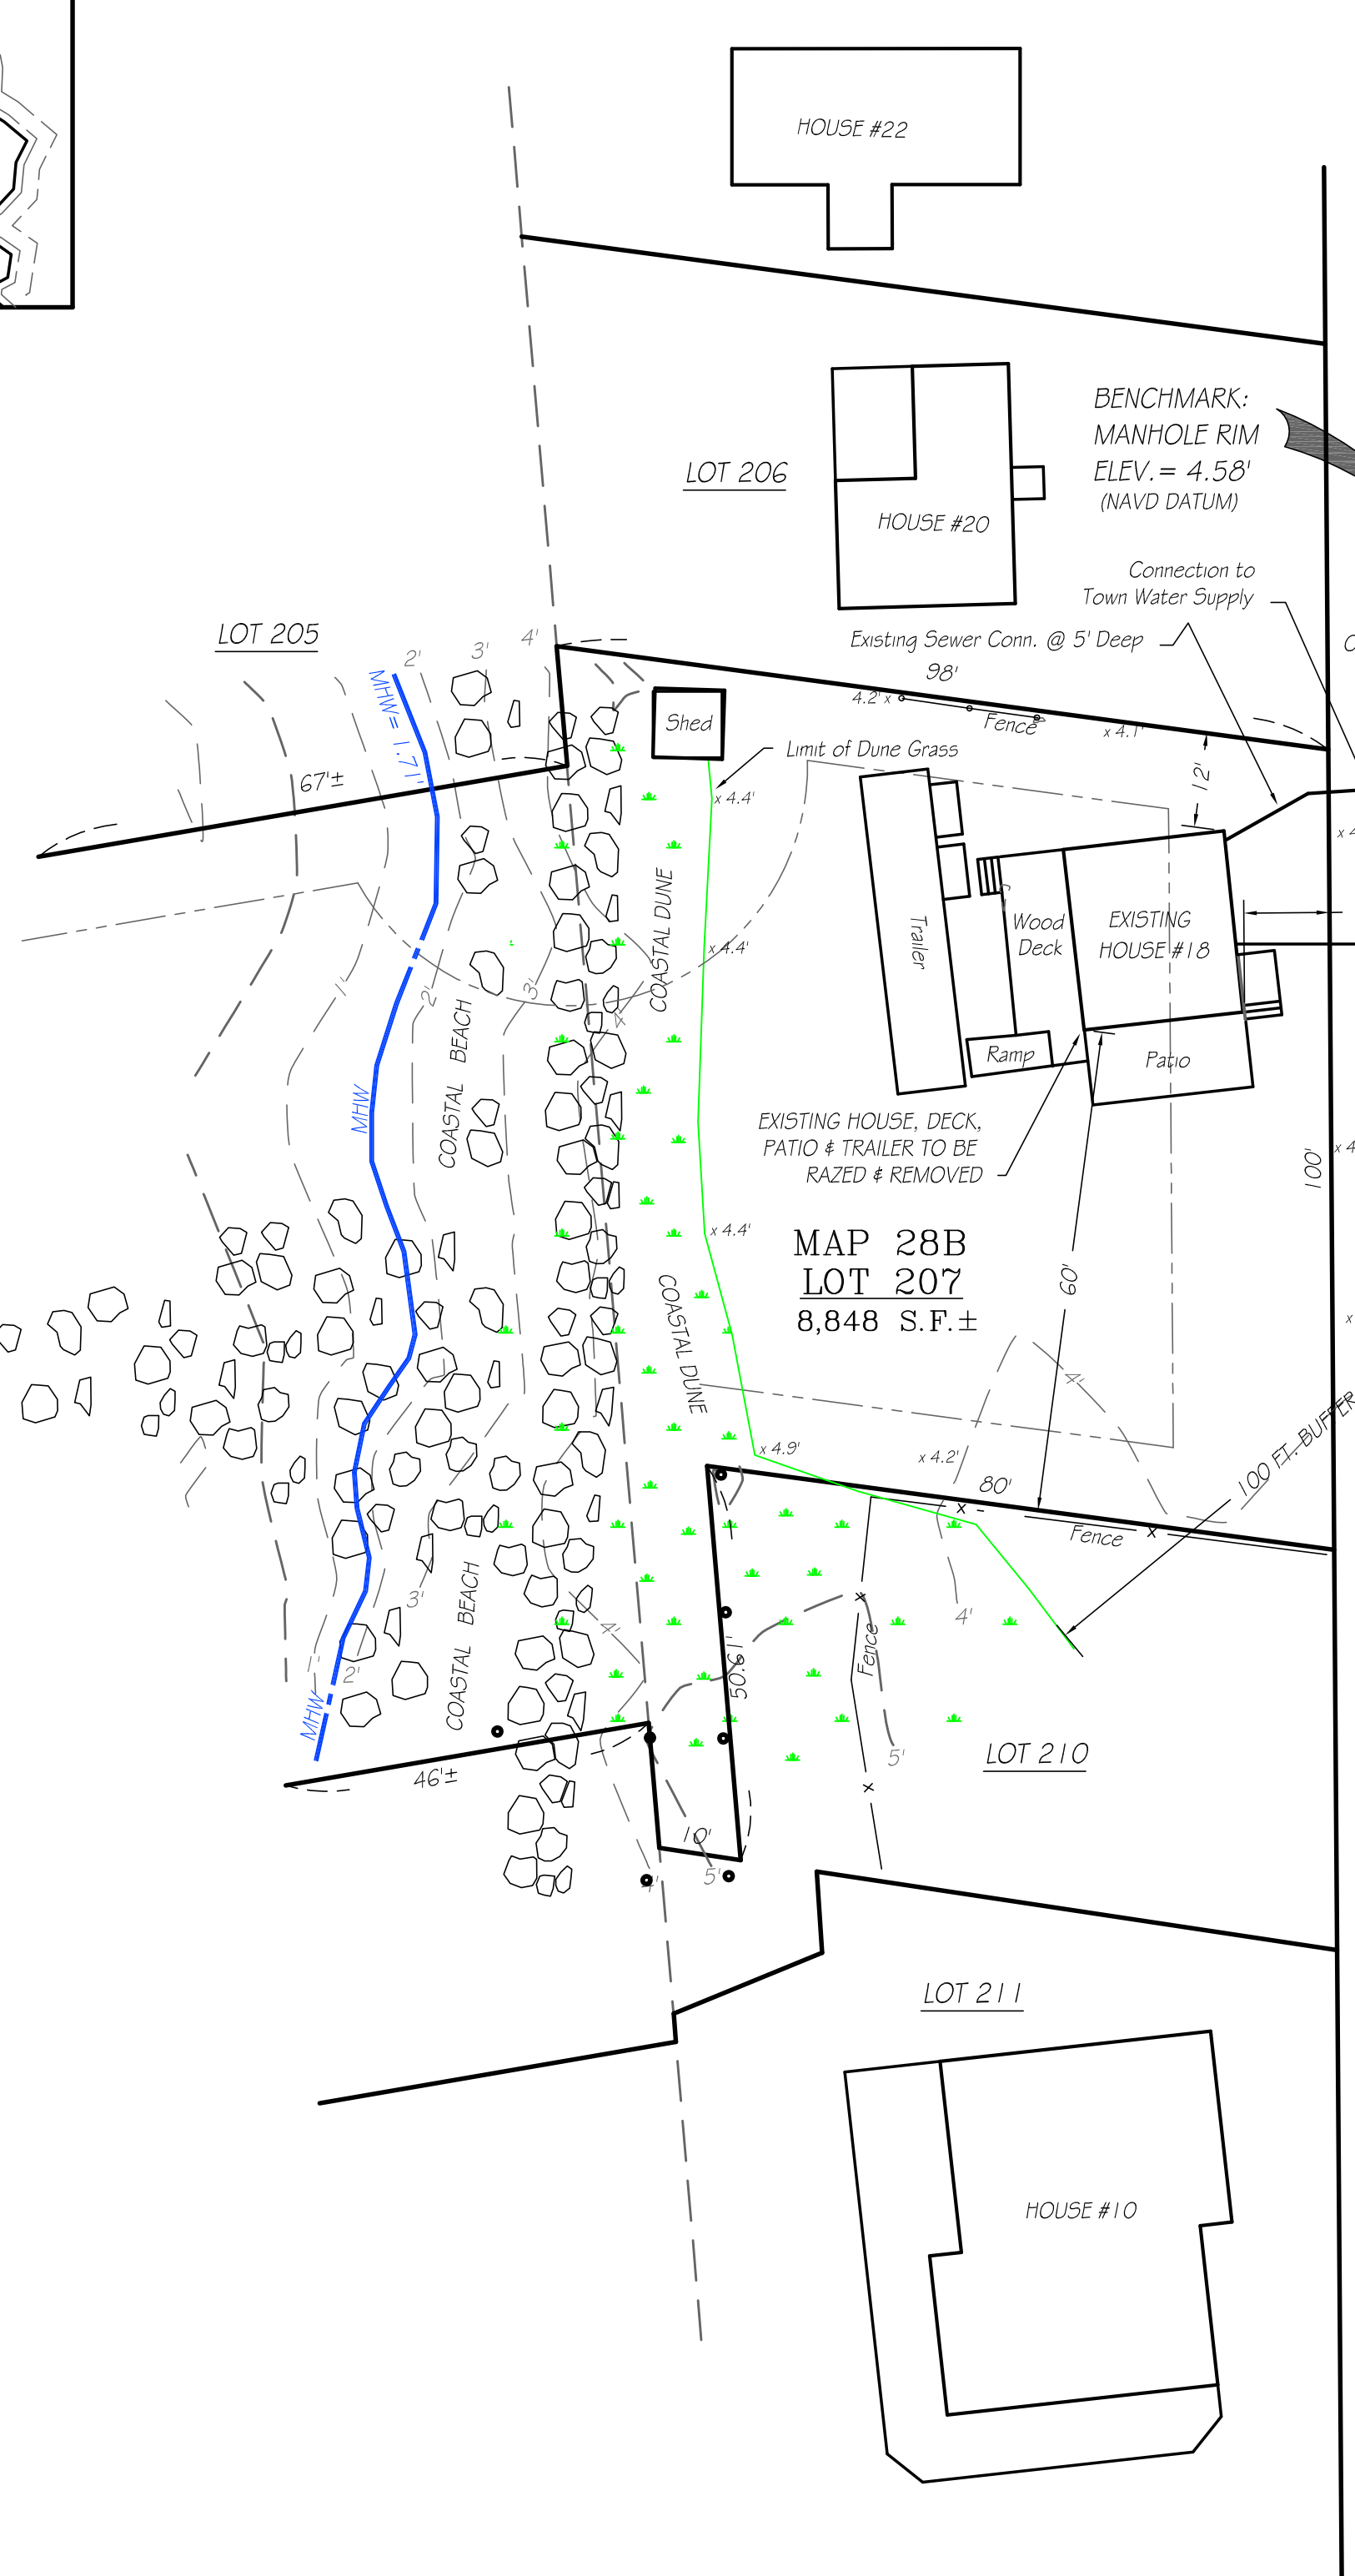 HOUSE #22
BENCHMARK:
MANHOLE RIM
ELEV.= 4.58'
(NAVD DATUM)
LOT 206
HOUSE #20
Connection to
Town Water Supply
Existing Sewer Conn. @ 5' Deep
98'
LOT 205
2'
3'
4'
MHW= 1.71'
67'±
Shed
4.2' x
Fence
x 4.1'
Limit of Dune Grass
12'
x 4.4'
COASTAL DUNE
x 4.4'
Trailer
Wood
Deck
EXISTING
HOUSE #18
Ramp
Patio
1'
2'
3'
4'
MHW
COASTAL BEACH
EXISTING HOUSE, DECK,
PATIO & TRAILER TO BE
RAZED & REMOVED
100'
x 4
x 4
x
x 4.4'
MAP 28B
LOT 207
8,848 S.F.±
60'
COASTAL DUNE
4'
x 4.9'
x 4.2'
80'
100 FT. BUFFER
x
Fence
x
3'
COASTAL BEACH
4'
x
Fence
4'
50.61'
2'
MHW
46'±
5'
x
LOT 210
10'
4'
5'
LOT 211
HOUSE #10